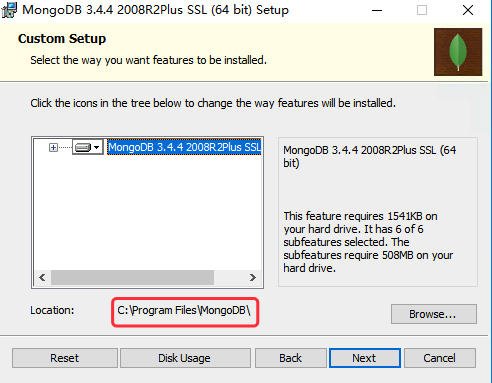 MongoDB 3.4.4 2008R2Plus SSL (64 bit) Setup
Custom Setup
Select the way you want features to be installed.
Click the icons in the tree below to change the way features will be installed.
MongoDB 3.4.4 2008R2Plus SSL
MongoDB 3.4.4 2008R2Plus SSL (64
bit)
This feature requires 1541KB on
your hard drive. It has 6 of 6
subfeatures selected. The
subfeatures require 508MB on your
hard drive.
Location:
C:\Program Files\MongoDB\
Browse...
Reset
Disk Usage
Back
Next
Cancel